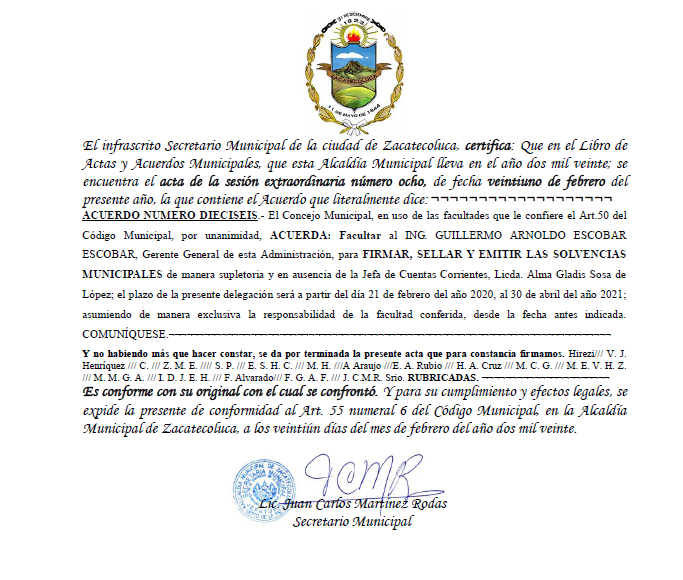 1823
ZACATECOLUCA
11 DE MAYO DE 1844
El infrascrito Secretario Municipal de la ciudad de Zacatecoluca, certifica: Que en el Libro de
Actas y Acuerdos Municipales, que esta Alcaldía Municipal lleva en el año dos mil veinte; se
encuentra el acta de la sesión extraordinaria número ocho, de fecha veintiuno de febrero del
presente año, la que contiene el Acuerdo que literalmente dice: ¬¬¬¬¬¬¬¬¬¬¬¬¬¬¬¬¬¬¬
ACUERDO NUMERO DIECISEIS.- El Concejo Municipal, en uso de las facultades que le confiere el Art.50 del
Código Municipal, por unanimidad, ACUERDA: Facultar al ING. GUILLERMO ARNOLDO ESCOBAR
ESCOBAR, Gerente General de esta Administración, para FIRMAR, SELLAR Y EMITIR LAS SOLVENCIAS
MUNICIPALES de manera supletoria y en ausencia de la Jefa de Cuentas Corrientes, Licda. Alma Gladis Sosa de
López; el plazo de la presente delegación será a partir del día 21 de febrero del año 2020, al 30 de abril del año 2021;
asumiendo de manera exclusiva la responsabilidad de la facultad conferida, desde la fecha antes indicada.
COMUNÍQUESE.¬¬¬¬¬¬¬¬¬¬¬¬¬¬¬¬¬¬¬¬¬¬¬¬¬¬¬¬¬¬¬¬¬¬¬¬¬¬¬¬¬¬¬¬¬¬¬¬¬¬¬¬¬¬¬¬¬¬¬¬
Y no habiendo más que hacer constar, se da por terminada la presente acta que para constancia firmamos. Hirezi/// V. J.
Henríquez /// C. /// Z. M. E. //// S. P. /// E. S. H. C. /// M. H. ///A Araujo ///E. A. Rubio /// H. A. Cruz /// M. C. G. /// M. E. V. H. Z.
/// M. M. G. A. /// I. D. J. E. H. /// F. Alvarado/// F. G. A. F. /// J. C.M.R. Srio. RUBRICADAS. ¬¬¬¬¬¬¬¬¬¬¬¬¬¬¬¬¬¬¬
Es conforme con su original con el cual se confrontó. Y para su cumplimiento y efectos legales, se
expide la presente de conformidad al Art. 55 numeral 6 del Código Municipal, en la Alcaldía
Municipal de Zacatecoluca, a los veintiún días del mes de febrero del año dos mil veinte.
JCMR
Lic. Juan Carlos Martínez Rodas
Secretario Municipal